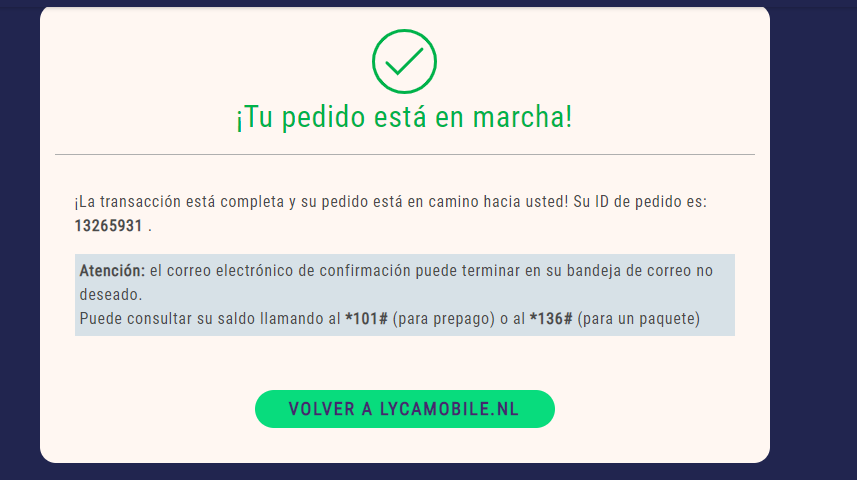 ¡Tu pedido está en marcha!
¡La transacción está completa y su pedido está en camino hacia usted! Su ID de pedido es:
13265931 .
Atención: el correo electrónico de confirmación puede terminar en su bandeja de correo no
deseado.
Puede consultar su saldo llamando al *101# (para prepago) o al *136# (para un paquete)
VOLVER A LYCAMOBILE.NL